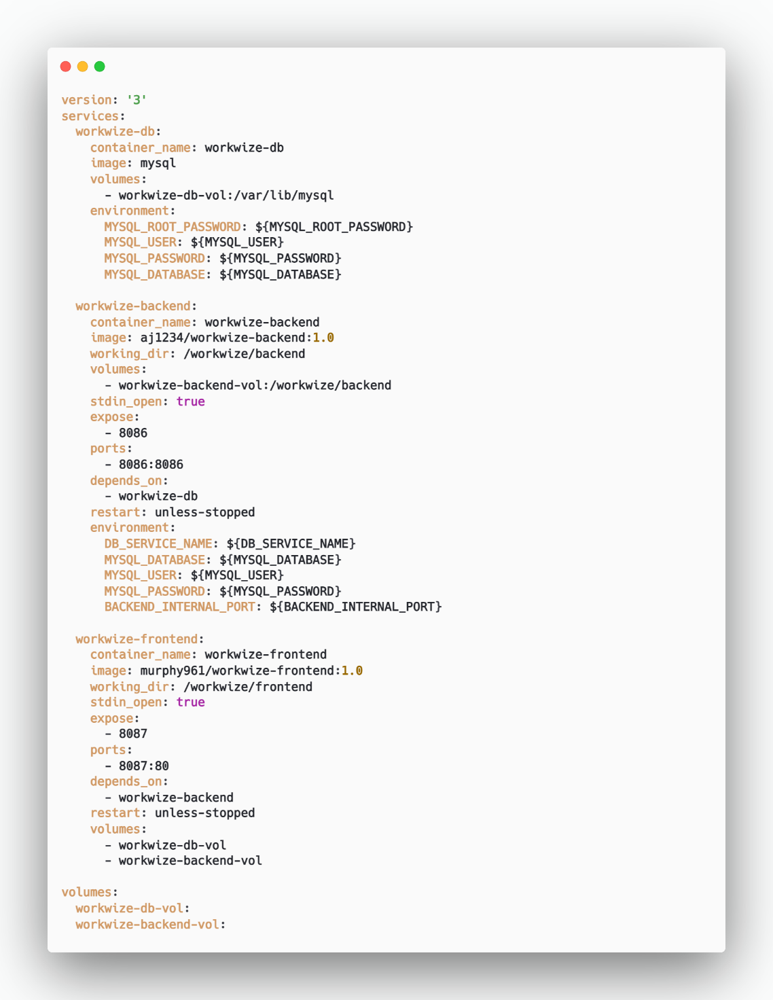 version: '3'
services:
  workwize-db:
    container_name: workwize-db
    image: mysql
    volumes:
      - workwize-db-vol:/var/lib/mysql
    environment:
      MYSQL_ROOT_PASSWORD: ${MYSQL_ROOT_PASSWORD}
      MYSQL_USER: ${MYSQL_USER}
      MYSQL_PASSWORD: ${MYSQL_PASSWORD}
      MYSQL_DATABASE: ${MYSQL_DATABASE}

  workwize-backend:
    container_name: workwize-backend
    image: aj1234/workwize-backend:1.0
    working_dir: /workwize/backend
    volumes:
      - workwize-backend-vol:/workwize/backend
    stdin_open: true
    expose:
      - 8086
    ports:
      - 8086:8086
    depends_on:
      - workwize-db
    restart: unless-stopped
    environment:
      DB_SERVICE_NAME: ${DB_SERVICE_NAME}
      MYSQL_DATABASE: ${MYSQL_DATABASE}
      MYSQL_USER: ${MYSQL_USER}
      MYSQL_PASSWORD: ${MYSQL_PASSWORD}
      BACKEND_INTERNAL_PORT: ${BACKEND_INTERNAL_PORT}

  workwize-frontend:
    container_name: workwize-frontend
    image: murphy961/workwize-frontend:1.0
    working_dir: /workwize/frontend
    stdin_open: true
    expose:
      - 8087
    ports:
      - 8087:80
    depends_on:
      - workwize-backend
    restart: unless-stopped
    volumes:
      - workwize-db-vol
      - workwize-backend-vol

volumes:
  workwize-db-vol:
  workwize-backend-vol: